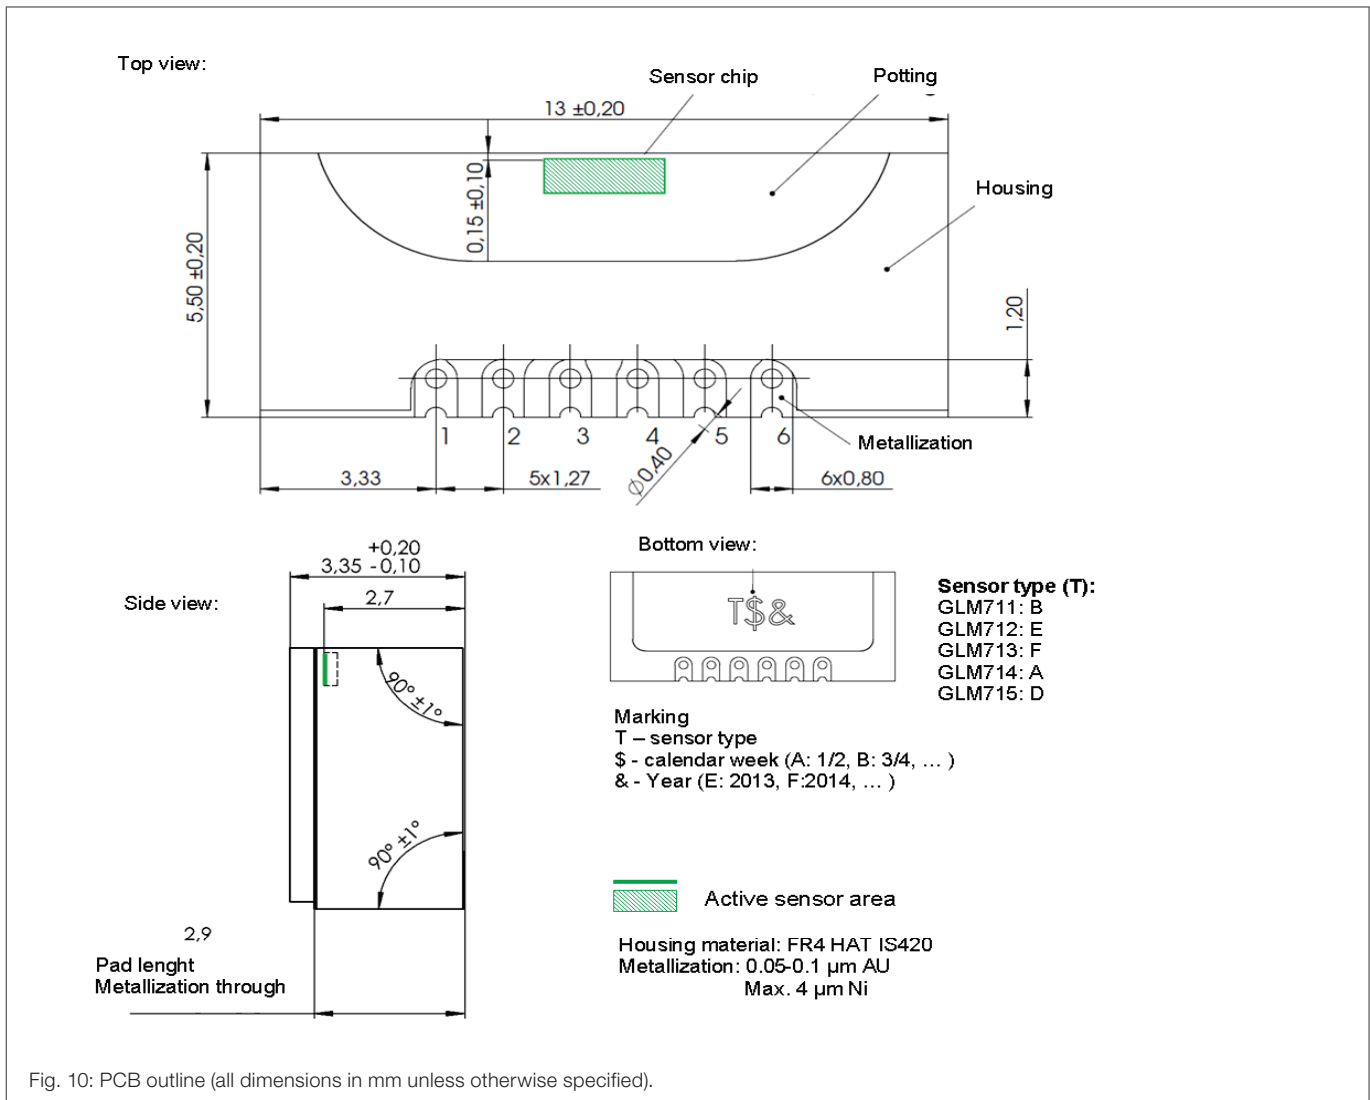 Top view:
Sensor chip
Potting
13 ±0,20
Housing
0,15 ±0,10
5,50 ±0,20
1,20
1 2 3 4 5 6
Metallization
3,33
5x1,27
Ø0,40
6x0,80
Side view:
+0,20
3,35 -0,10
2,7
90° ±1°
90° ±1°
2,9
Pad lenght
Metallization through
Bottom view:
T$&
Sensor type (T):
GLM711: B
GLM712: E
GLM713: F
GLM714: A
GLM715: D
Marking
T – sensor type
$ - calendar week (A: 1/2, B: 3/4, … )
& - Year (E: 2013, F:2014, … )
Active sensor area
Housing material: FR4 HAT IS420
Metallization: 0.05-0.1 µm AU
Max. 4 µm Ni
Fig. 10: PCB outline (all dimensions in mm unless otherwise specified).